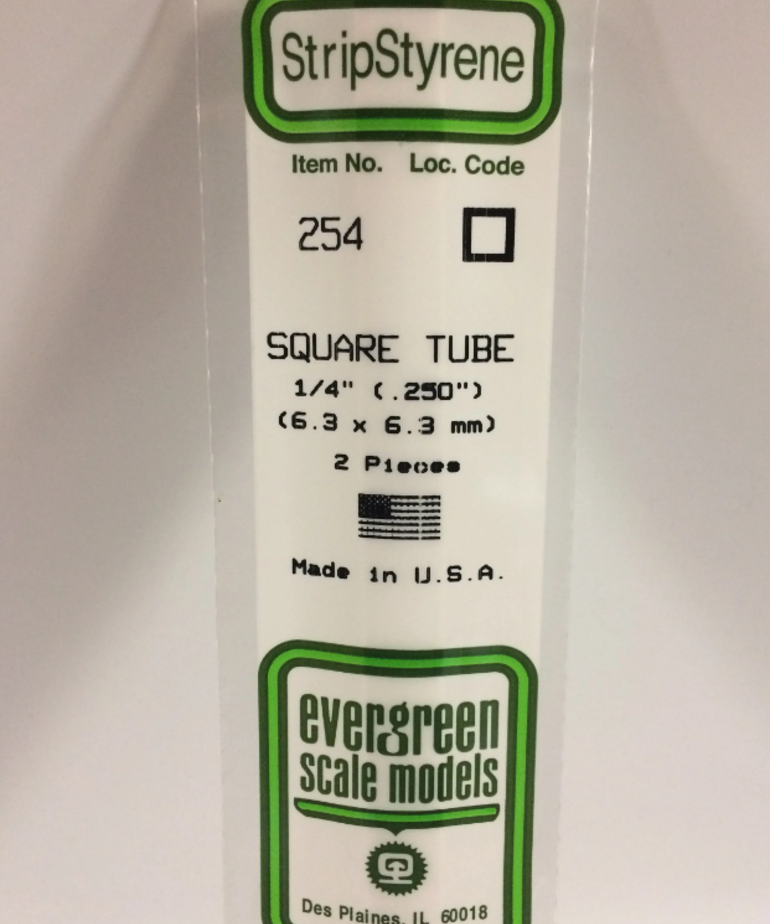 StripStyrene
Item No. Loc. Code
254
SQUARE TUBE
1/4" (.250")
(6.3 x 6.3 mm)
2 Pieces
Made in U.S.A.
evergreen
scale models
Des Plaines, IL 60018